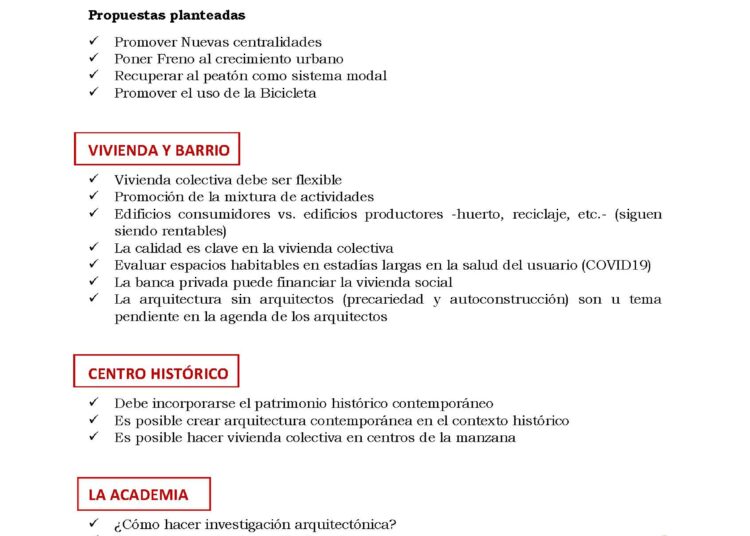 Propuestas planteadas
✓ Promover Nuevas centralidades
✓ Poner Freno al crecimiento urbano
✓ Recuperar al peatón como sistema modal
✓ Promover el uso de la Bicicleta
VIVIENDA Y BARRIO
✓ Vivienda colectiva debe ser flexible
✓ Promoción de la mixtura de actividades
✓ Edificios consumidores vs. edificios productores -huerto, reciclaje, etc.- (siguen
siendo rentables)
✓ La calidad es clave en la vivienda colectiva
✓ Evaluar espacios habitables en estadías largas en la salud del usuario (COVID19)
✓ La banca privada puede financiar la vivienda social
✓ La arquitectura sin arquitectos (precariedad y autoconstrucción) son u tema
pendiente en la agenda de los arquitectos
CENTRO HISTÓRICO
✓ Debe incorporarse el patrimonio histórico contemporáneo
✓ Es posible crear arquitectura contemporánea en el contexto histórico
✓ Es posible hacer vivienda colectiva en centros de la manzana
LA ACADEMIA
✓ ¿Cómo hacer investigación arquitectónica?